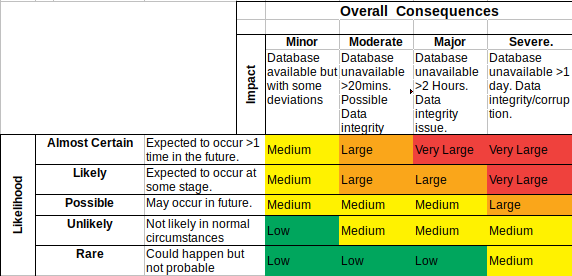 Overall Consequences
Impact
Minor Moderate Major Severe.
Database Database Database Database
available but unavailable unavailable unavailable >1
with some >20mins. >2 Hours. day. Data
deviations Possible Data integrity/corrup
Data integrity tion.
integrity issue.
Likelihood
Almost Certain Expected to occur >1 Medium Large Very Large Very Large
time in the future.
Likely Expected to occur at Medium Large Large Very Large
some stage.
Possible May occur in future. Medium Medium Medium Large
Unlikely Not likely in normal Low Medium Medium Medium
circumstances
Rare Could happen but Low Low Low Medium
not probable